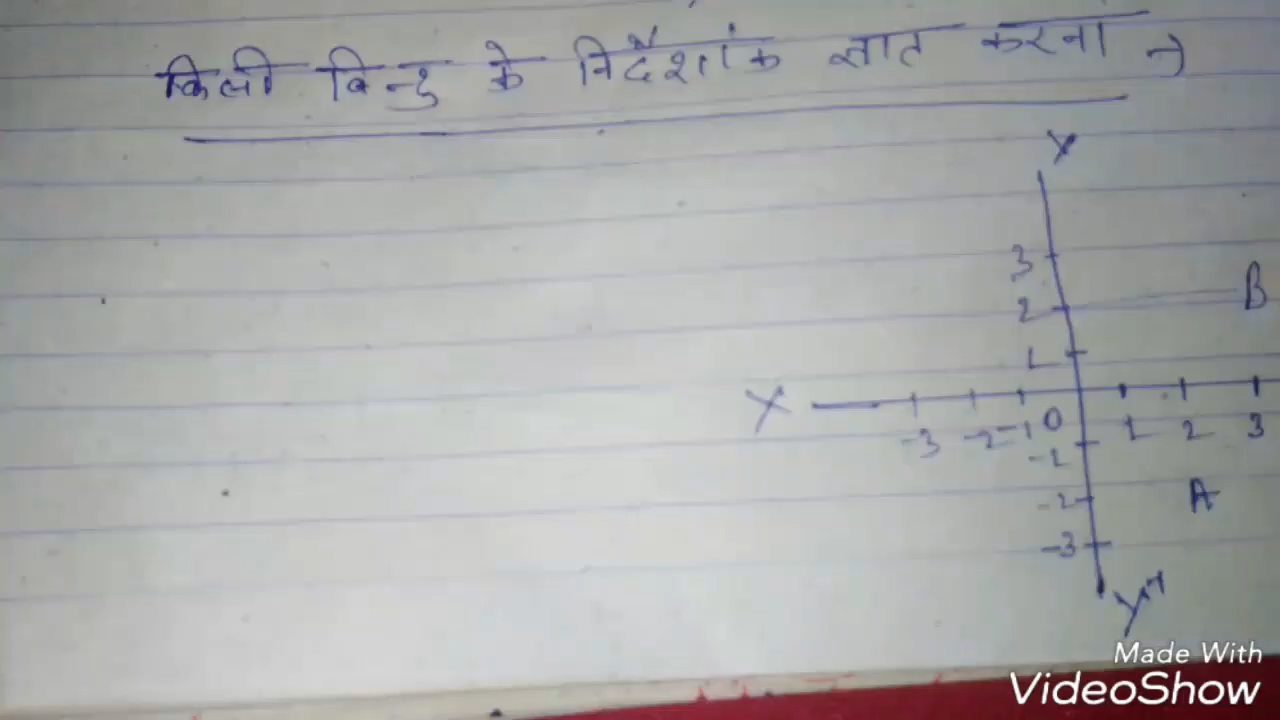 किसी बिन्दु के निर्देशांक ज्ञात करना →
Y
3
2 B
1
X -3 -2 -1 0 1 2 3
-1
-2 A
-3
Y'
Made With
VideoShow